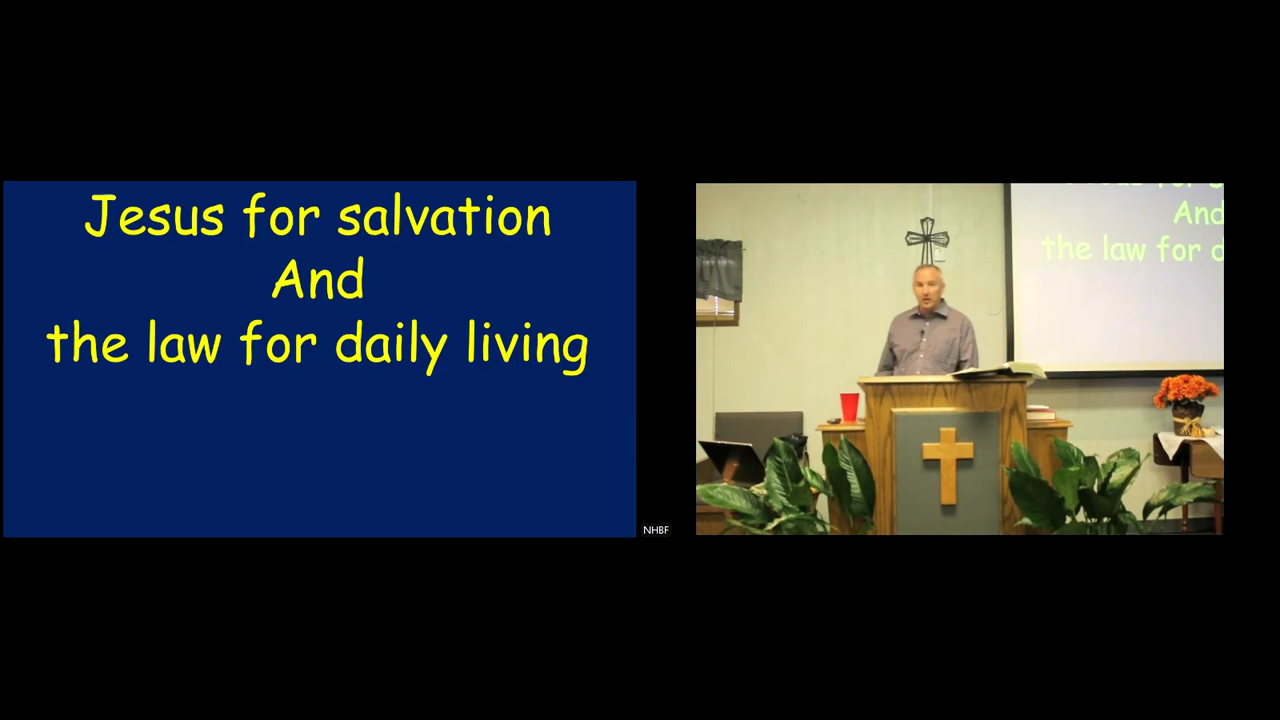 Jesus for salvation
And
the law for daily living
NHBF
And
the law for d